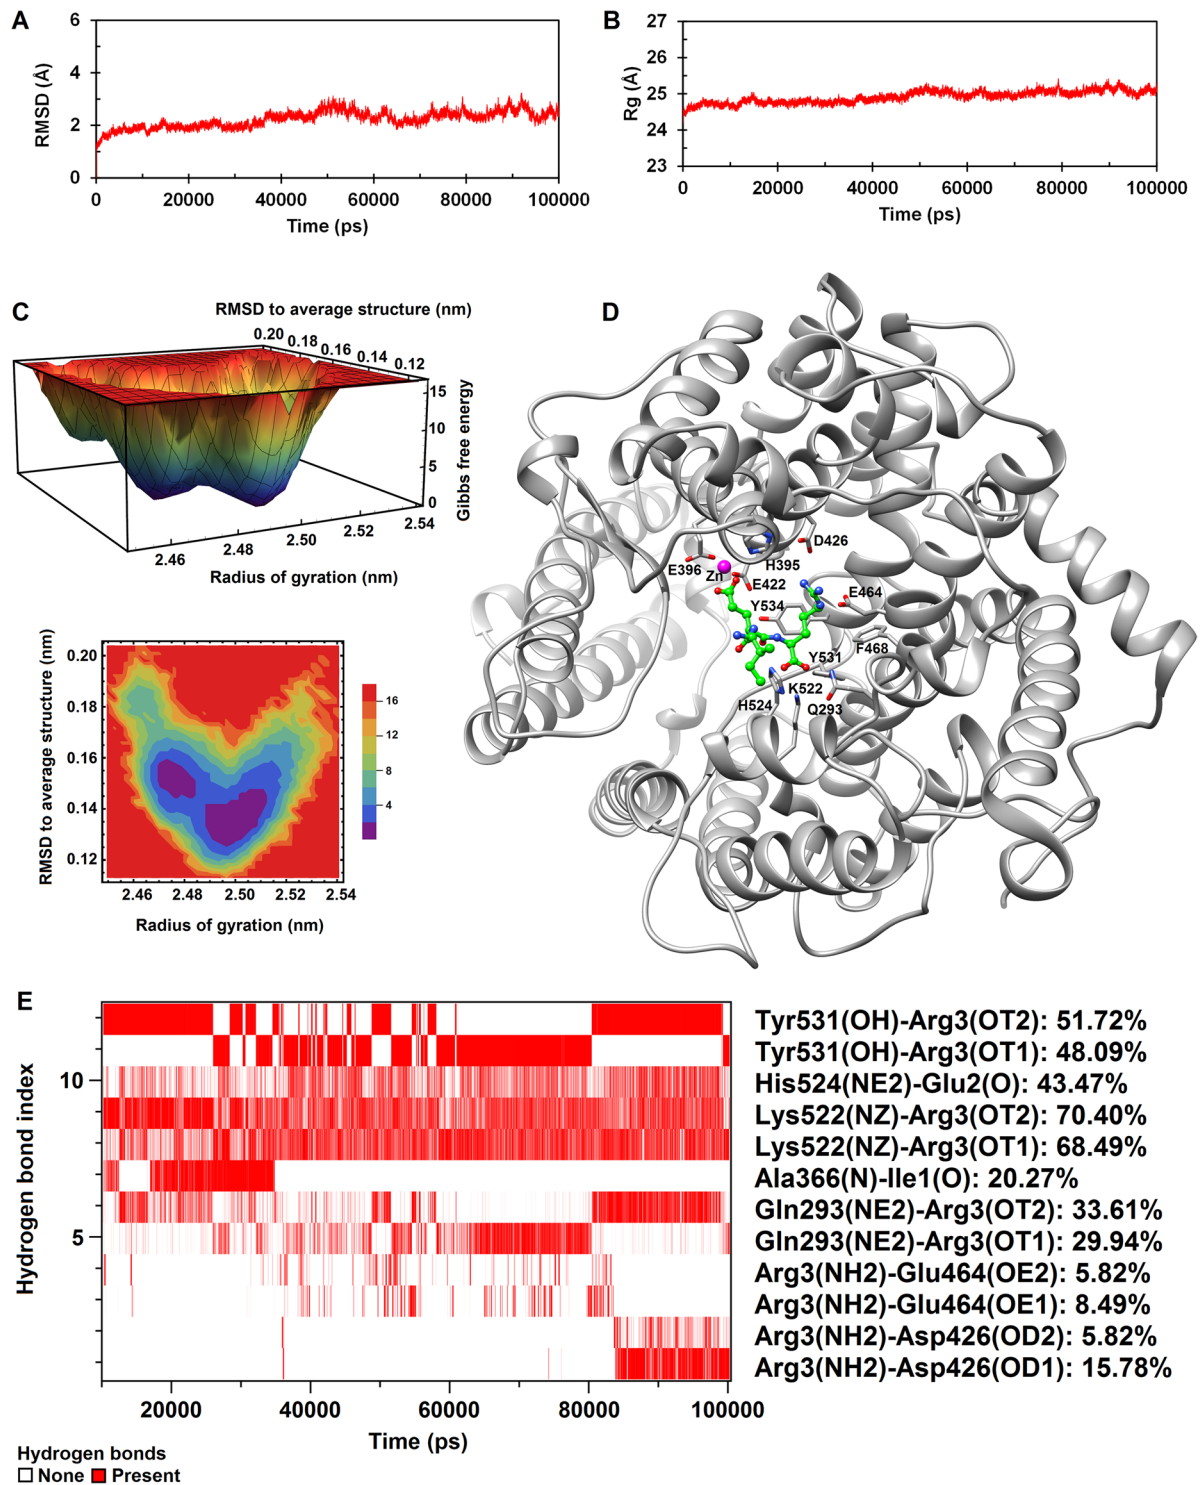 A
6
4
2
0
RMSD (Å)
0 20000 40000 60000 80000 100000
Time (ps)
B
27
26
25
24
23
Rg (Å)
0 20000 40000 60000 80000 100000
Time (ps)
C
RMSD to average structure (nm)
0.20 0.18 0.16 0.14 0.12
15
10
5
0
Gibbs free energy
2.46 2.48 2.50 2.52 2.54
Radius of gyration (nm)
0.20
0.18
0.16
0.14
0.12
RMSD to average structure (nm)
2.46 2.48 2.50 2.52 2.54
Radius of gyration (nm)
16
12
8
4
D
D426
H395
E396
Zn
E422
E464
Y534
F468
Y531
K522
H524
Q293
E
10
5
Hydrogen bond index
20000 40000 60000 80000 100000
Time (ps)
Tyr531(OH)-Arg3(OT2): 51.72%
Tyr531(OH)-Arg3(OT1): 48.09%
His524(NE2)-Glu2(O): 43.47%
Lys522(NZ)-Arg3(OT2): 70.40%
Lys522(NZ)-Arg3(OT1): 68.49%
Ala366(N)-Ile1(O): 20.27%
Gln293(NE2)-Arg3(OT2): 33.61%
Gln293(NE2)-Arg3(OT1): 29.94%
Arg3(NH2)-Glu464(OE2): 5.82%
Arg3(NH2)-Glu464(OE1): 8.49%
Arg3(NH2)-Asp426(OD2): 5.82%
Arg3(NH2)-Asp426(OD1): 15.78%
Hydrogen bonds
None Present